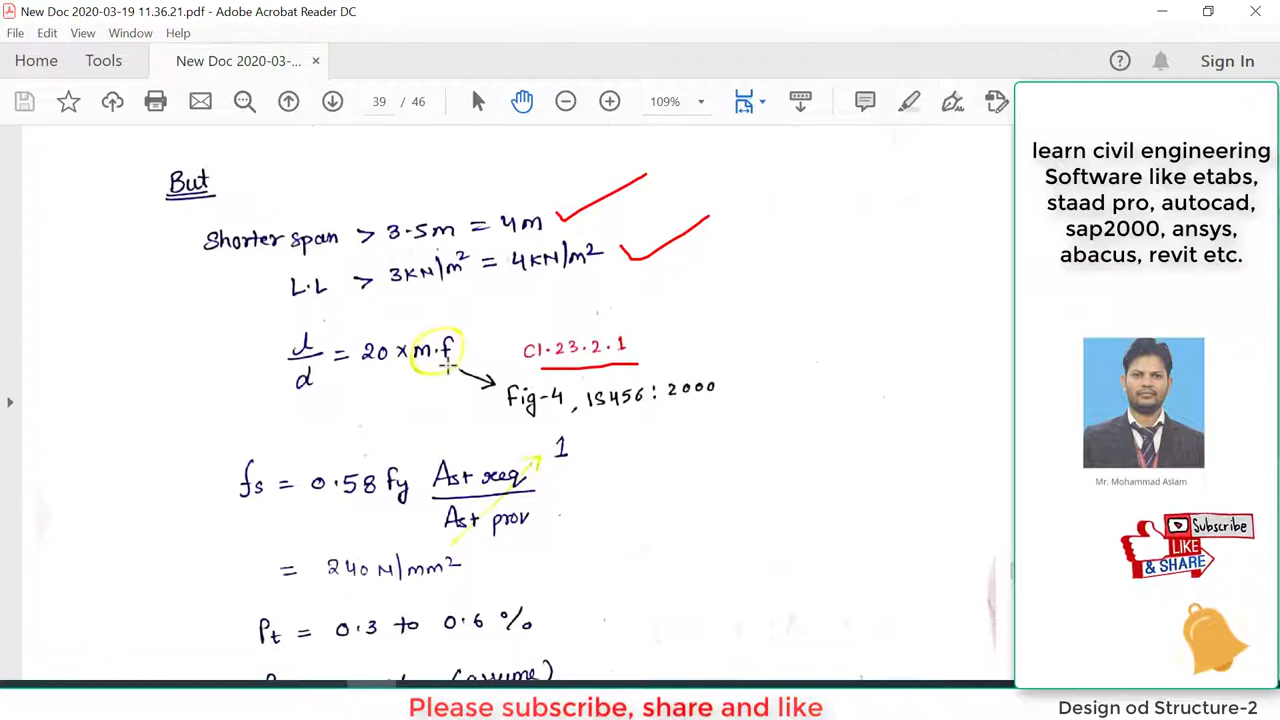 New Doc 2020-03-19 11.36.21.pdf - Adobe Acrobat Reader DC
File Edit View Window Help
Home Tools New Doc 2020-03-... × Sign In
39 / 46 109%
But
Shorter span > 3.5m = 4m
L.L > 3KN/m² = 4KN/m²
l/d = 20 × m.f
Cl.23.2.1
Fig-4, IS456:2000
1
fs = 0.58 fy Ast req / Ast prov
= 240 N/mm²
Pt = 0.3 to 0.6 %
(assume)
learn civil engineering
Software like etabs,
staad pro, autocad,
sap2000, ansys,
abacus, revit etc.
Mr. Mohammad Aslam
Subscribe
LIKE
& SHARE
Please subscribe, share and like
Design od Structure-2